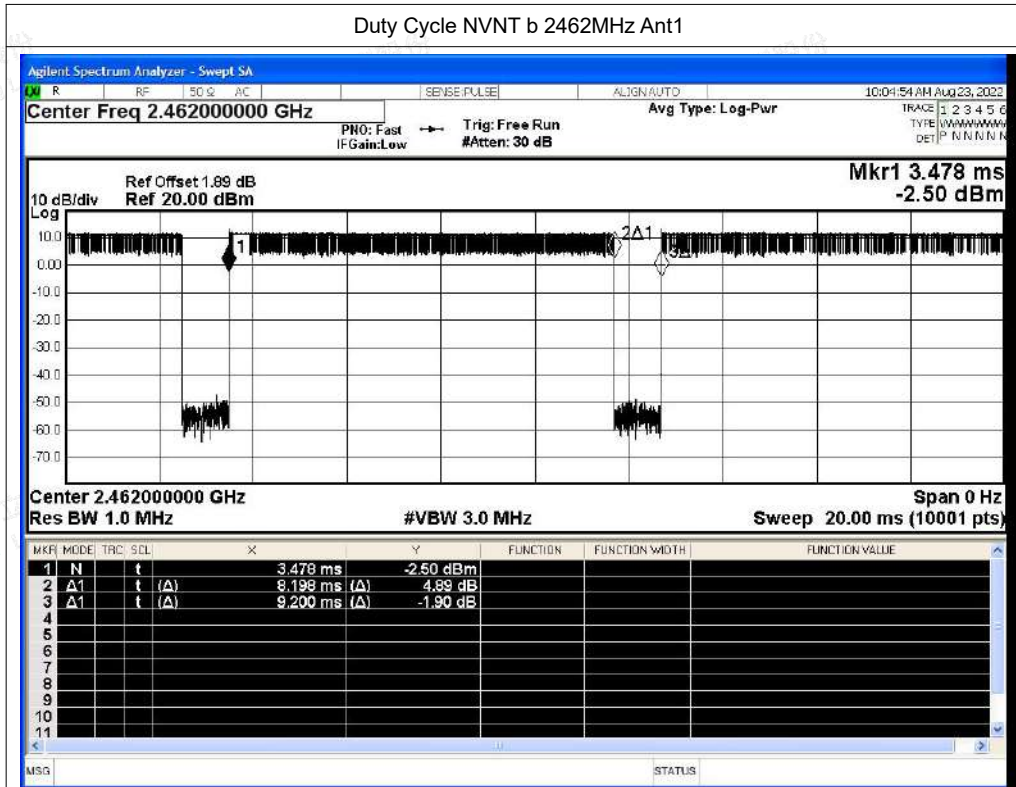 Duty Cycle NVNT b 2462MHz Ant1
Agilent Spectrum Analyzer - Swept SA
R RF 50 Ω AC SENSE:PULSE ALIGNAUTO 10:04:54 AM Aug 23, 2022
Center Freq 2.462000000 GHz Avg Type: Log-Pwr TRACE 1 2 3 4 5 6
PNO: Fast Trig: Free Run TYPE
IFGain:Low #Atten: 30 dB DET P N N N N N
Mkr1 3.478 ms
Ref Offset 1.89 dB
10 dB/div Ref 20.00 dBm -2.50 dBm
Log
10.0
0.00
-10.0
-20.0
-30.0
-40.0
-50.0
-60.0
-70.0
1
2Δ1
3Δ1
Center 2.462000000 GHz Span 0 Hz
Res BW 1.0 MHz #VBW 3.0 MHz Sweep 20.00 ms (10001 pts)
MKR MODE TRC SCL X Y FUNCTION FUNCTION WIDTH FUNCTION VALUE
1 N t 3.478 ms -2.50 dBm
2 Δ1 t (Δ) 8.198 ms (Δ) 4.89 dB
3 Δ1 t (Δ) 9.200 ms (Δ) -1.90 dB
4
5
6
7
8
9
10
11
MSG STATUS